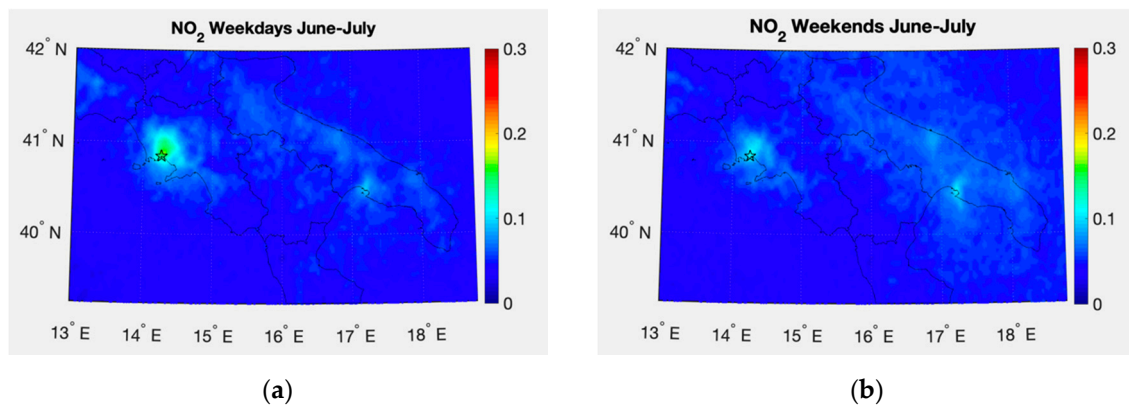 NO2 Weekdays June-July
42° N
41° N
40° N
13° E
14° E
15° E
16° E
17° E
18° E
0.3
0.2
0.1
0
(a)
NO2 Weekends June-July
42° N
41° N
40° N
13° E
14° E
15° E
16° E
17° E
18° E
0.3
0.2
0.1
0
(b)